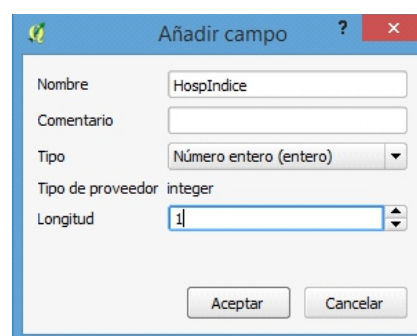 Añadir campo ? ×
Nombre HospIndice
Comentario
Tipo Número entero (entero)
Tipo de proveedor integer
Longitud 1
Aceptar Cancelar